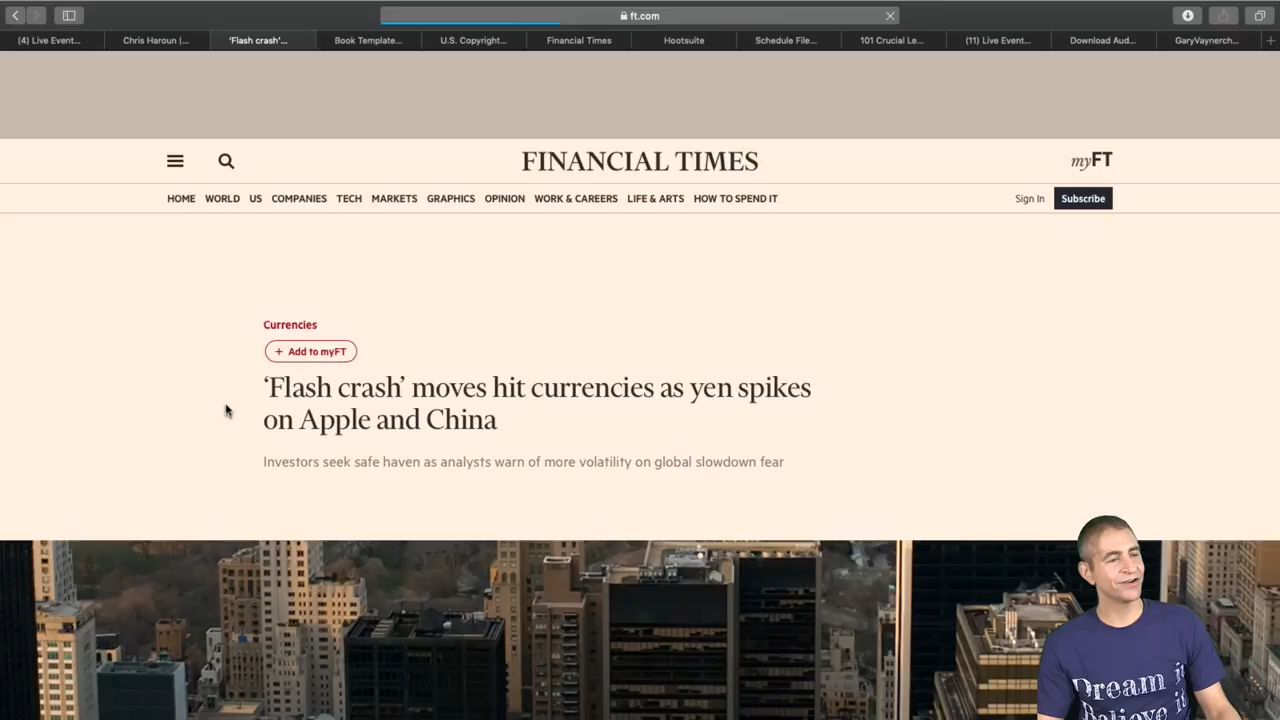 ft.com
(4) Live Event...
Chris Haroun |...
'Flash crash'...
Book Template...
U.S. Copyright...
Financial Times
Hootsuite
Schedule File...
101 Crucial Le...
(11) Live Event...
Download Aud...
GaryVaynerch...
FINANCIAL TIMES
myFT
HOME WORLD US COMPANIES TECH MARKETS GRAPHICS OPINION WORK & CAREERS LIFE & ARTS HOW TO SPEND IT
Sign In
Subscribe
Currencies
+ Add to myFT
‘Flash crash’ moves hit currencies as yen spikes
on Apple and China
Investors seek safe haven as analysts warn of more volatility on global slowdown fear
Dream it
Believe it